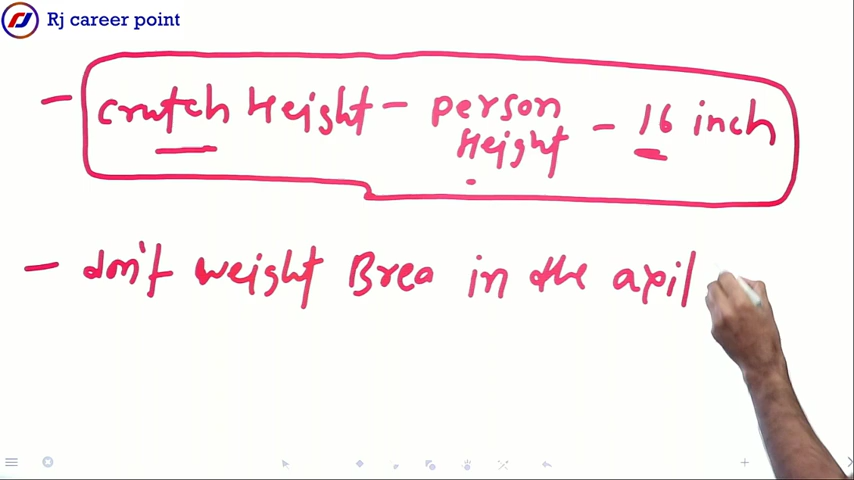 Rj career point
- crutch Height - person Height - 16 inch
- don't weight Brea in the axil